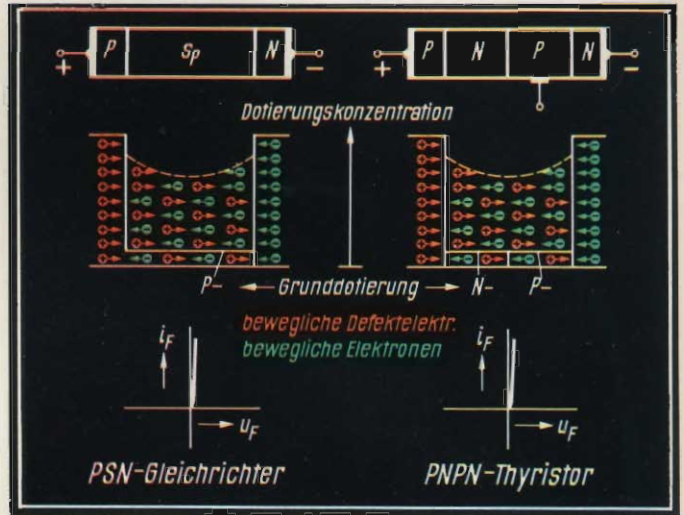 P Sp N
+ −
P N P N
+ −
Dotierungskonzentration
P− Grunddotierung N− P−
bewegliche Defektelektr.
bewegliche Elektronen
iF
uF
iF
uF
PSN-Gleichrichter
PNPN-Thyristor